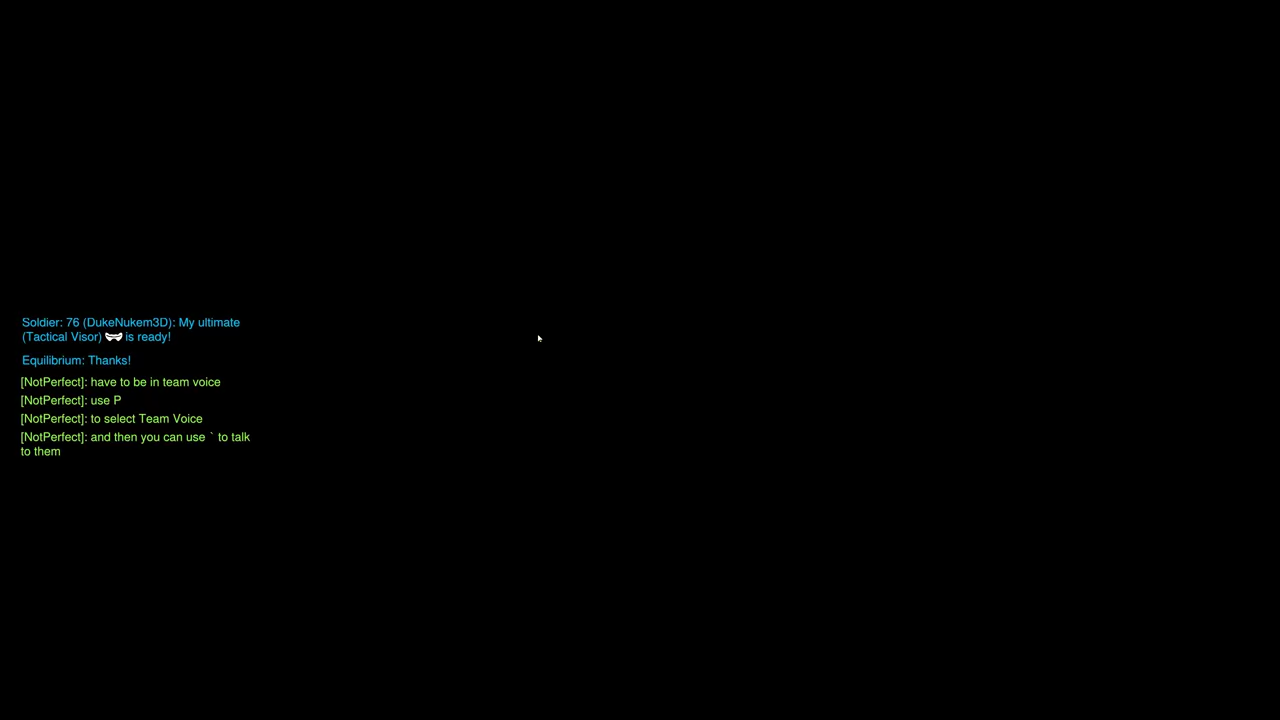 Soldier: 76 (DukeNukem3D): My ultimate
(Tactical Visor) is ready!
Equilibrium: Thanks!
[NotPerfect]: have to be in team voice
[NotPerfect]: use P
[NotPerfect]: to select Team Voice
[NotPerfect]: and then you can use ` to talk
to them